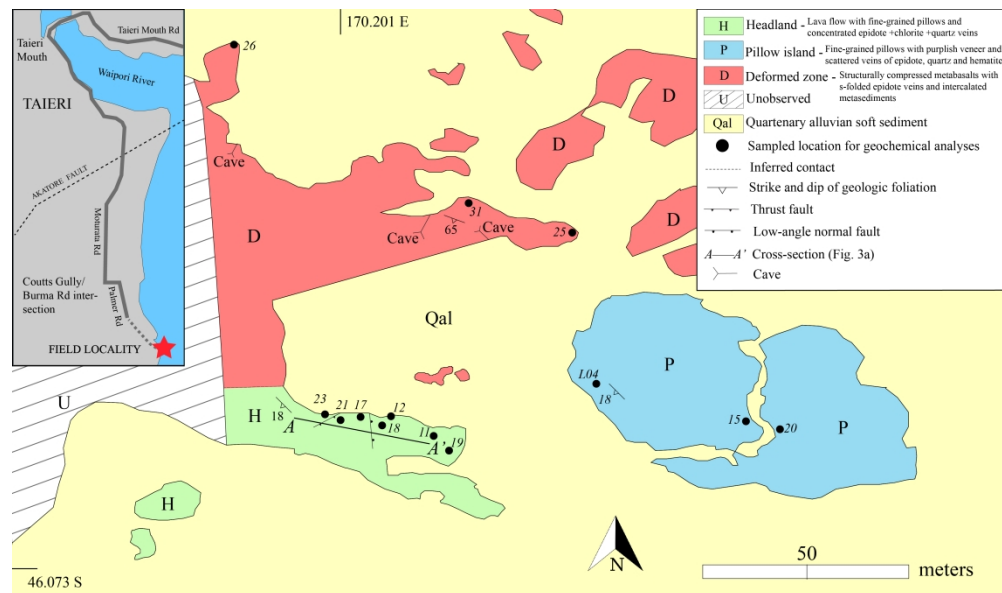 170.201 E
Taieri
Mouth
Taieri Mouth Rd
Waipori River
TAIERI
AKATORE FAULT
Moturata Rd
Coutts Gully/
Burma Rd inter-
section
Palmer Rd
FIELD LOCALITY
26
D
Cave
D
31
65
Cave
Cave
25
D
D
D
Qal
U
H
18
A
23
21
17
12
18
11
A'
19
H
L04
18
P
15
20
P
46.073 S
N
50
meters
H Headland - Lava flow with fine-grained pillows and
concentrated epidote +chlorite +quartz veins
P Pillow island - Fine-grained pillows with purplish veneer and
scattered veins of epidote, quartz and hematite
D Deformed zone - Structurally compressed metabasalts with
s-folded epidote veins and intercalated
metasediments
U Unobserved
Qal Quartenary alluvian soft sediment
Sampled location for geochemical analyses
Inferred contact
Strike and dip of geologic foliation
Thrust fault
Low-angle normal fault
A A' Cross-section (Fig. 3a)
Cave